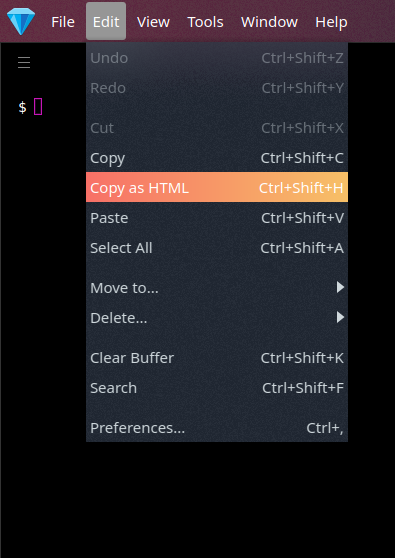 File Edit View Tools Window Help
Undo Ctrl+Shift+Z
Redo Ctrl+Shift+Y
$
Cut Ctrl+Shift+X
Copy Ctrl+Shift+C
Copy as HTML Ctrl+Shift+H
Paste Ctrl+Shift+V
Select All Ctrl+Shift+A
Move to...
Delete...
Clear Buffer Ctrl+Shift+K
Search Ctrl+Shift+F
Preferences... Ctrl+,